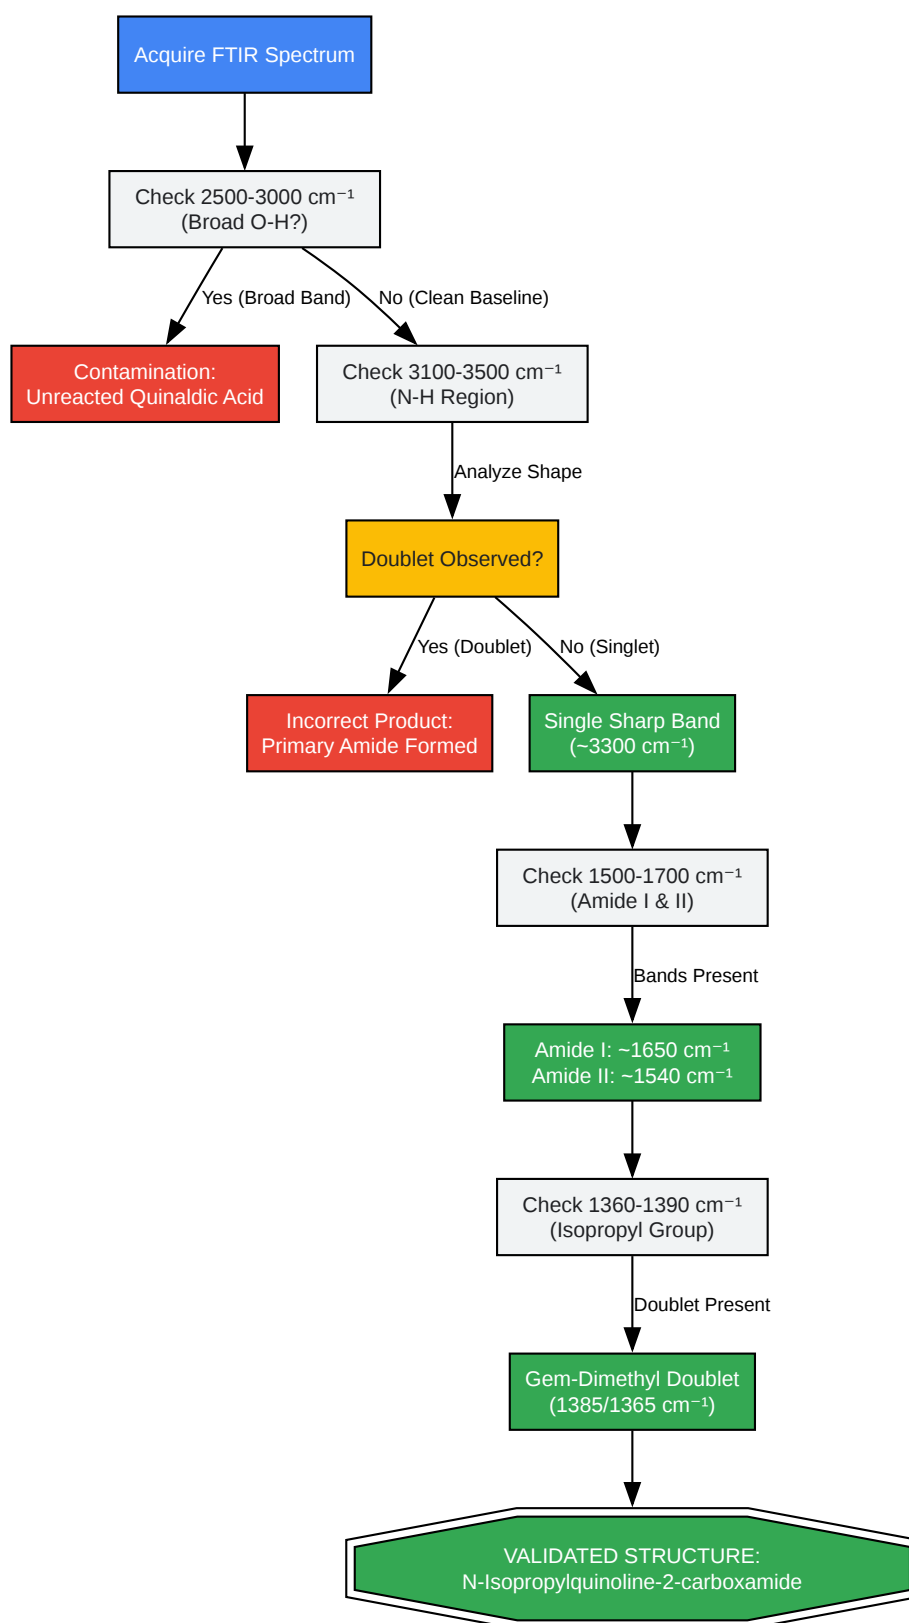 Acquire FTIR Spectrum
Check 2500-3000 cm⁻¹
(Broad O-H?)
Yes (Broad Band)
No (Clean Baseline)
Contamination:
Unreacted Quinaldic Acid
Check 3100-3500 cm⁻¹
(N-H Region)
Analyze Shape
Doublet Observed?
Yes (Doublet)
No (Singlet)
Incorrect Product:
Primary Amide Formed
Single Sharp Band
(~3300 cm⁻¹)
Check 1500-1700 cm⁻¹
(Amide I & II)
Bands Present
Amide I: ~1650 cm⁻¹
Amide II: ~1540 cm⁻¹
Check 1360-1390 cm⁻¹
(Isopropyl Group)
Doublet Present
Gem-Dimethyl Doublet
(1385/1365 cm⁻¹)
VALIDATED STRUCTURE:
N-Isopropylquinoline-2-carboxamide